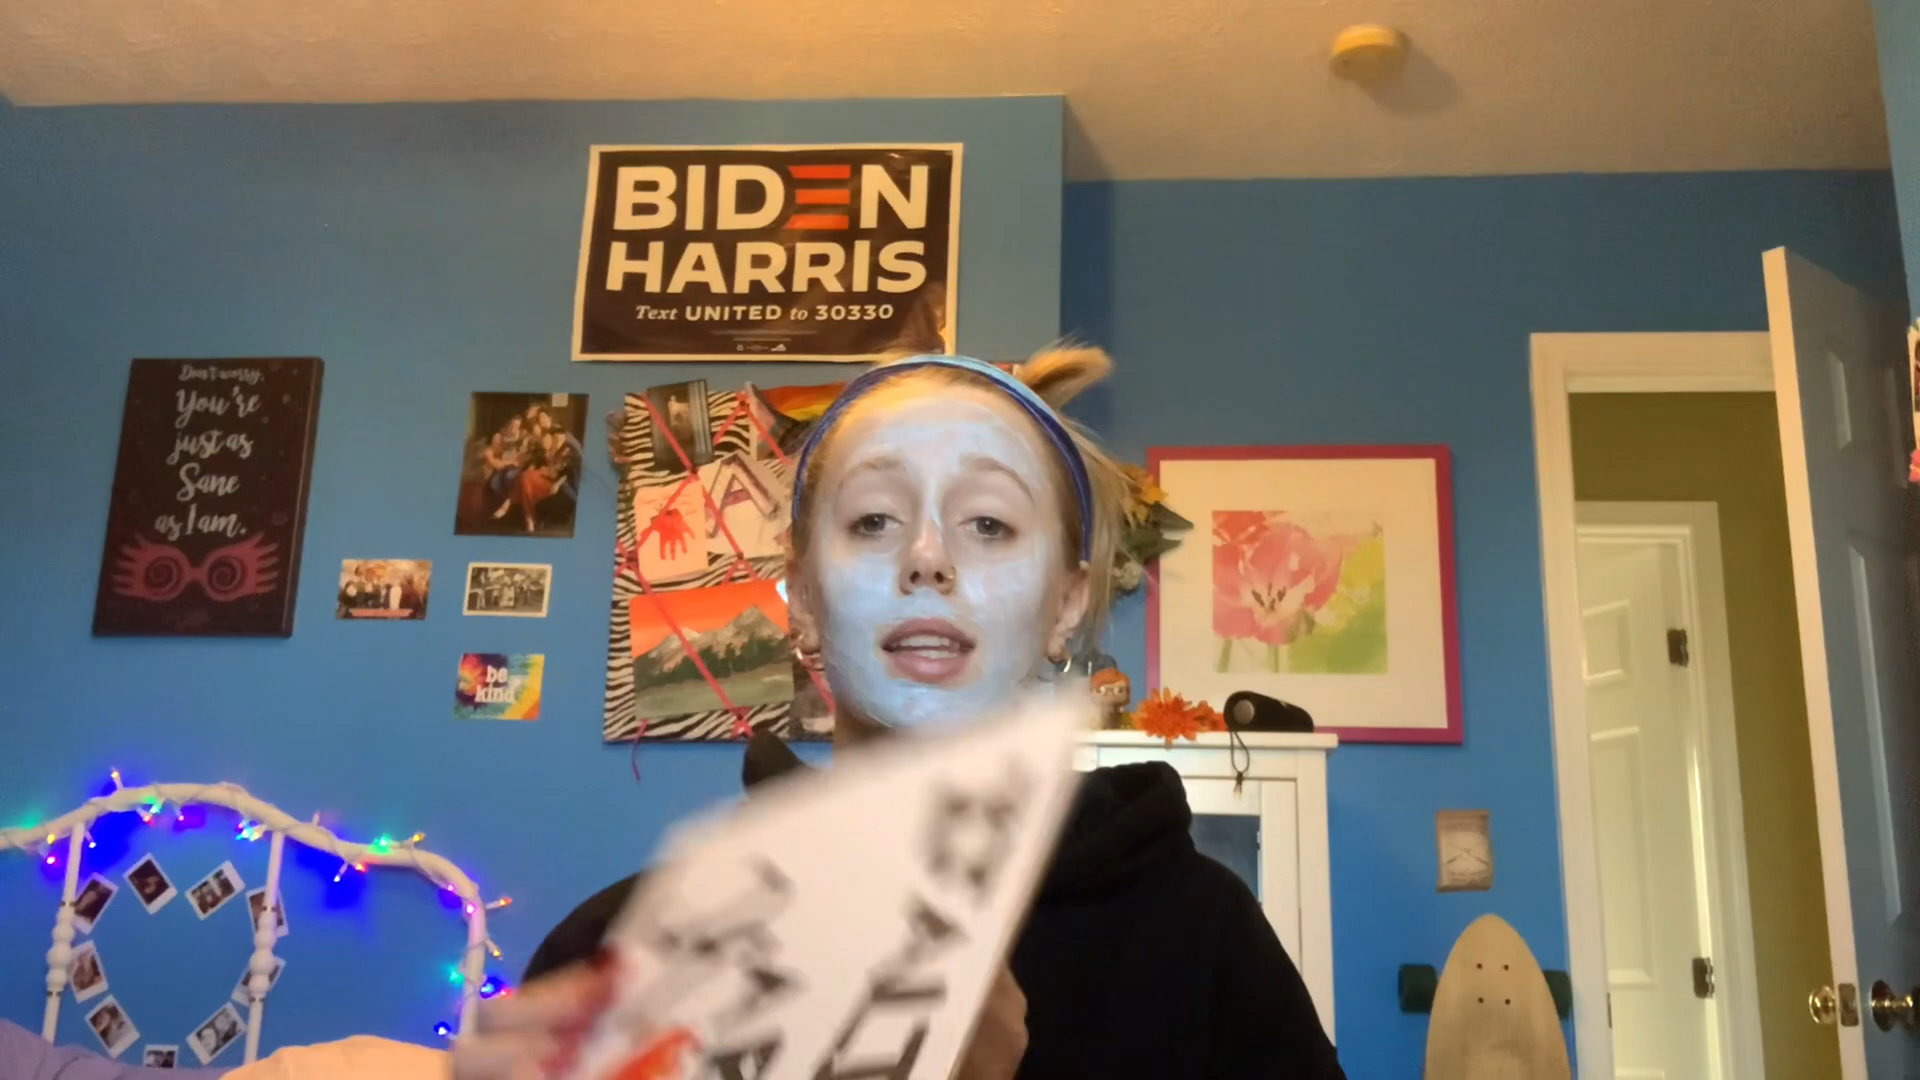 BIDEN
HARRIS
Text UNITED to 30330
Don't worry,
You're
just as
Sane
as I am.
A
be
kind